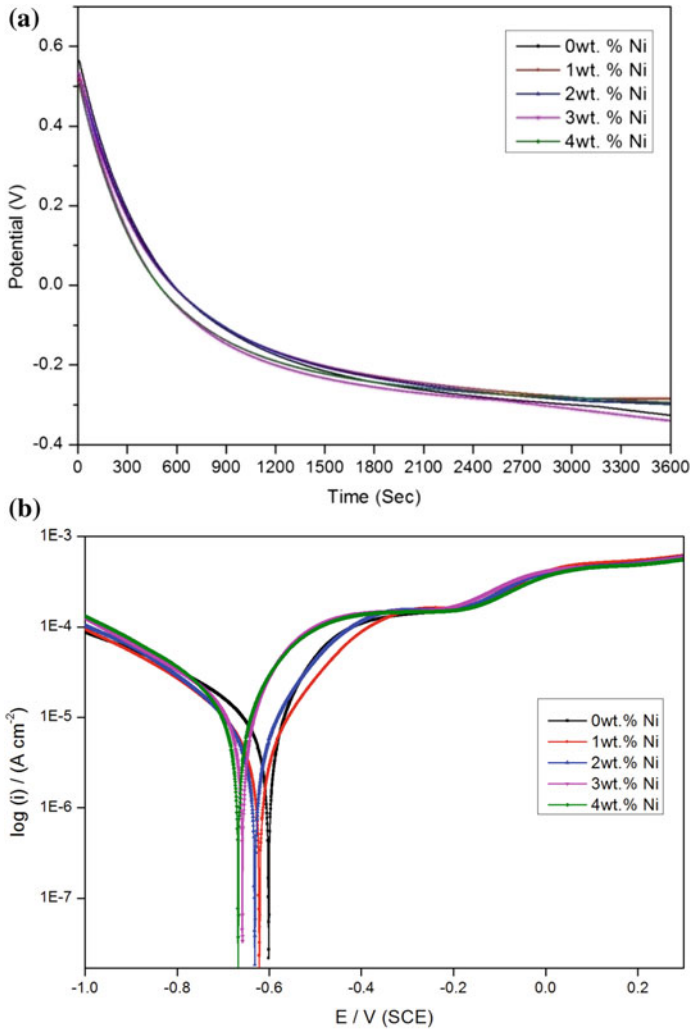 (a)
0.6
0.4
0.2
0.0
-0.2
-0.4
Potential (V)
0wt. % Ni
1wt. % Ni
2wt. % Ni
3wt. % Ni
4wt. % Ni
0 300 600 900 1200 1500 1800 2100 2400 2700 3000 3300 3600
Time (Sec)
(b)
1E-3
1E-4
1E-5
1E-6
1E-7
log (i) / (A cm-2)
0wt.% Ni
1wt.% Ni
2wt.% Ni
3wt.% Ni
4wt.% Ni
-1.0 -0.8 -0.6 -0.4 -0.2 0.0 0.2
E / V (SCE)